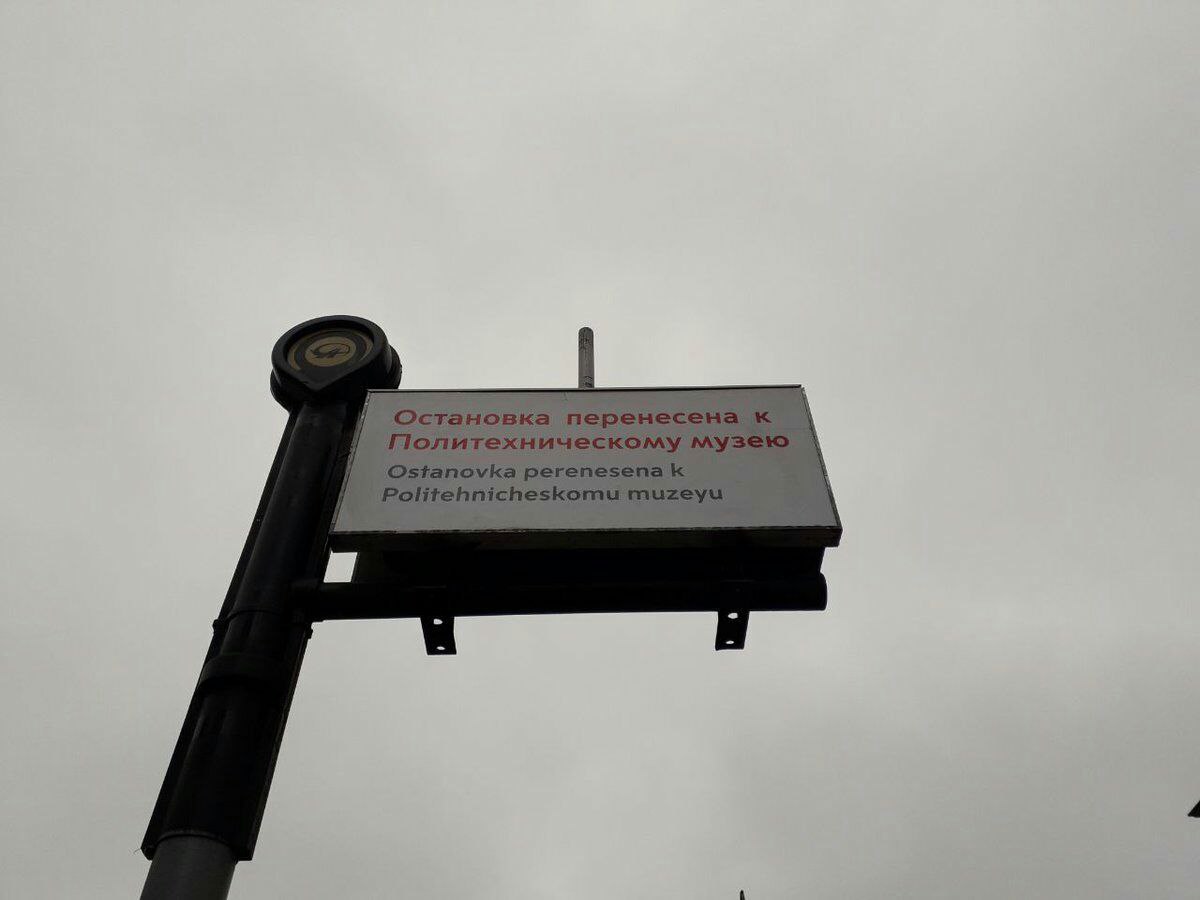 Остановка перенесена к
Политехническому музею
Ostanovka perenesena k
Politehnicheskomu muzeyu